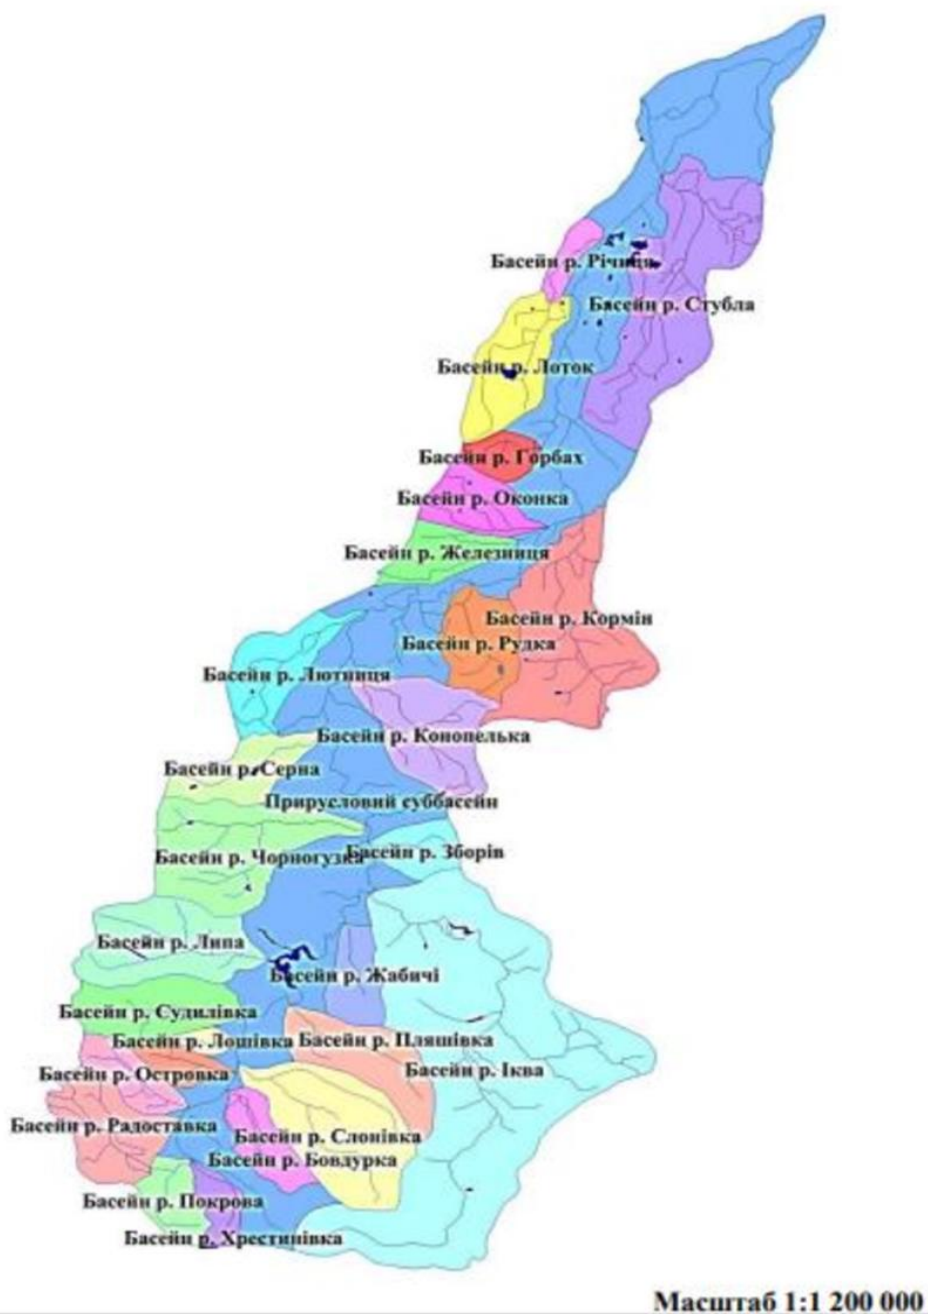 Басейн р. Річиця
Басейн р. Стубла
Басейн р. Лоток
Басейн р. Горбах
Басейн р. Оконка
Басейн р. Железниця
Басейн р. Кормін
Басейн р. Рудка
Басейн р. Лютниця
Басейн р. Конопелька
Басейн р. Серна
Прирусловий суббасейн
Басейн р. Чорногузка
Басейн р. Зборів
Басейн р. Липа
Басейн р. Жабичі
Басейн р. Судилівка
Басейн р. Лошівка
Басейн р. Пляшівка
Басейн р. Островка
Басейн р. Іква
Басейн р. Радоставка
Басейн р. Слонівка
Басейн р. Бовдурка
Басейн р. Покрова
Басейн р. Хрестинівка
Масштаб 1:1 200 000